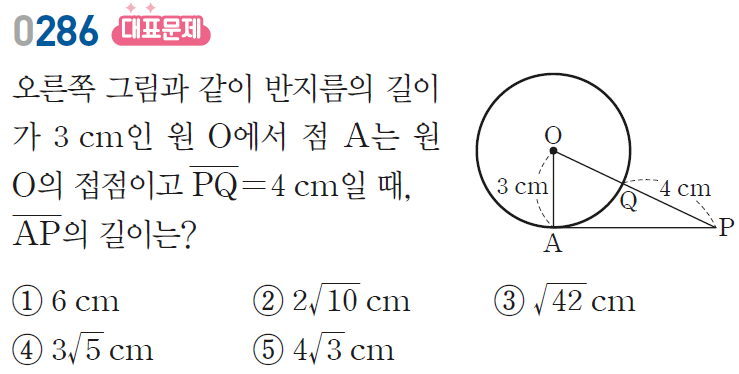 0286 대표문제
오른쪽 그림과 같이 반지름의 길이
가 3 cm인 원 O에서 점 A는 원
O의 접점이고 \overline{PQ}=4 cm일 때,
\overline{AP}의 길이는?
O
3 cm
4 cm
Q
P
A
① 6 cm ② 2√10 cm ③ √42 cm
④ 3√5 cm ⑤ 4√3 cm